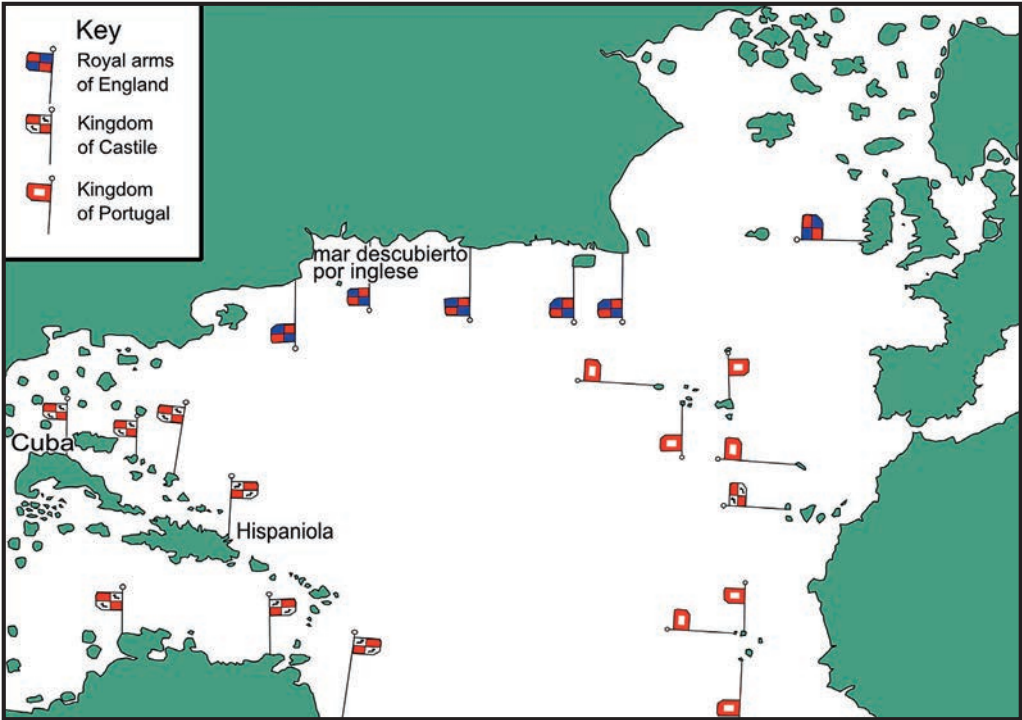 Key
Royal arms
of England
Kingdom
of Castile
Kingdom
of Portugal
mar descubierto
por inglese
Cuba
Hispaniola